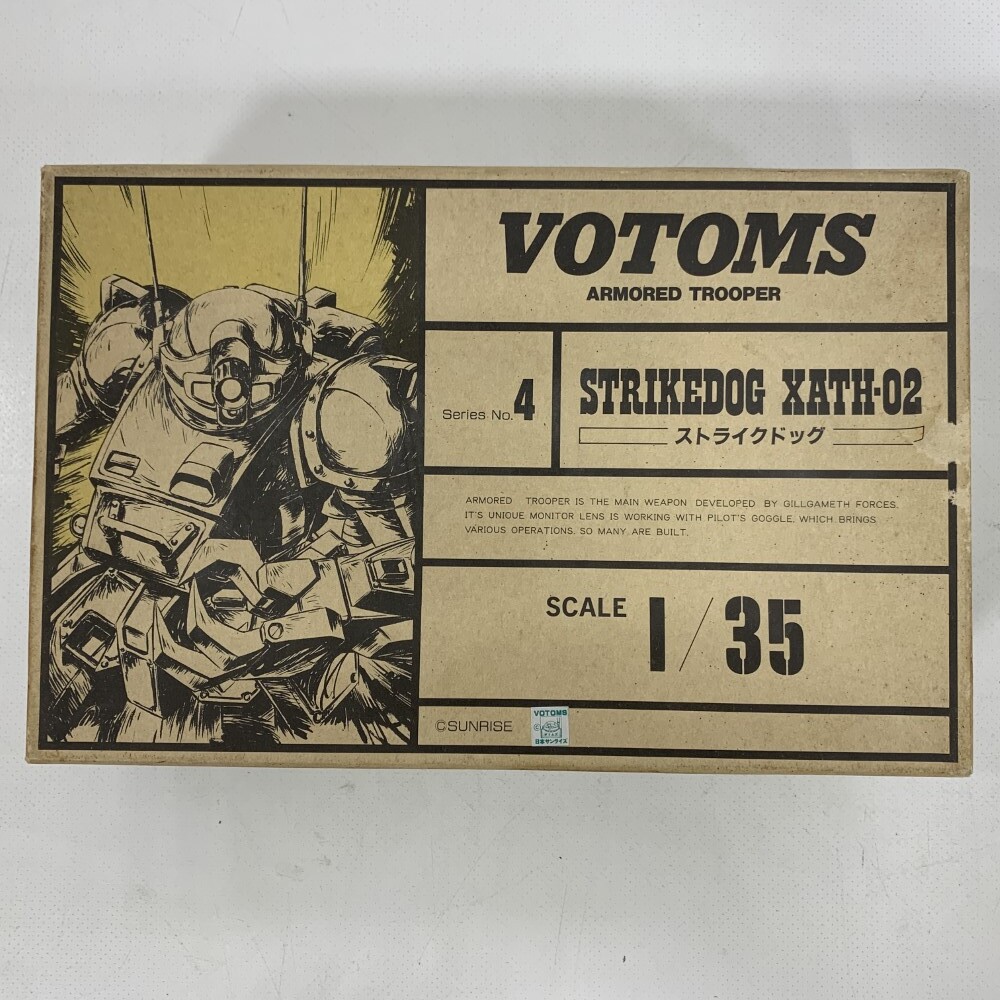 VOTOMS
ARMORED TROOPER
Series No. 4
STRIKEDOG XATH-02
ストライクドッグ
ARMORED TROOPER IS THE MAIN WEAPON DEVELOPED BY GILLGAMETH FORCES.
IT'S UNIQUE MONITOR LENS IS WORKING WITH PILOT'S GOGGLE, WHICH BRINGS
VARIOUS OPERATIONS. SO MANY ARE BUILT.
SCALE 1/35
©SUNRISE
VOTOMS
©
日本サンライズ